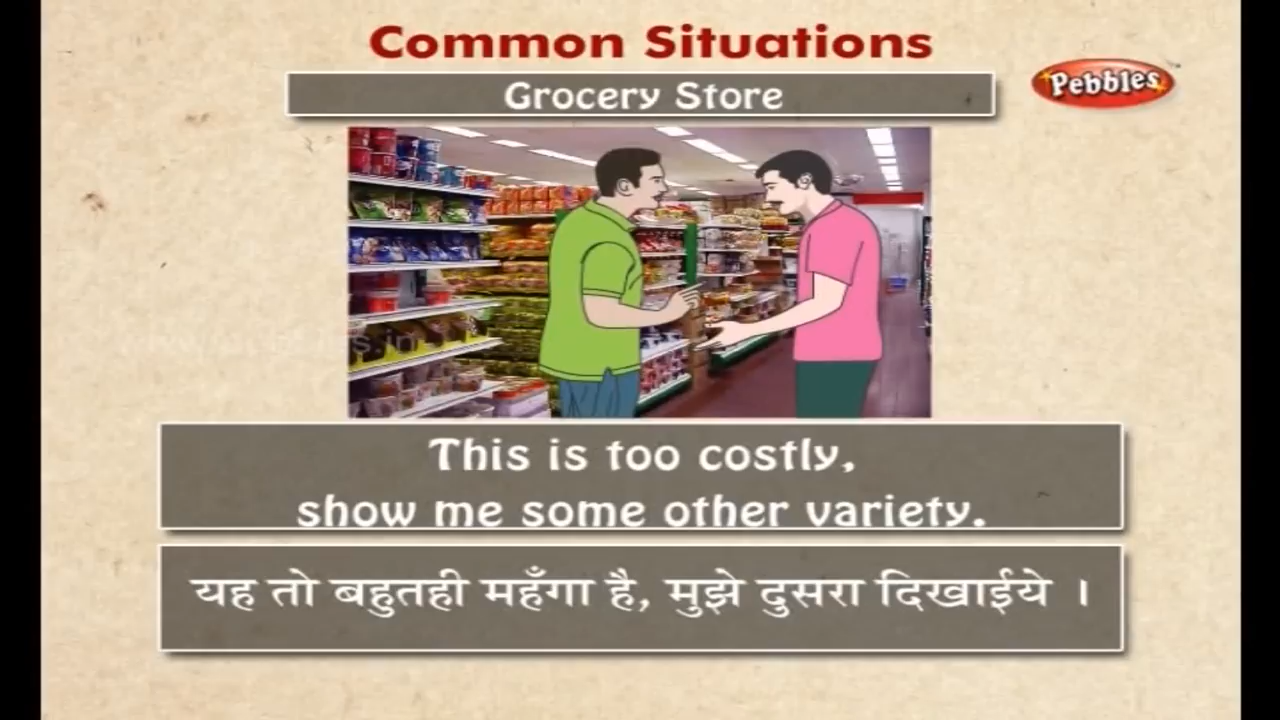 Common Situations
Pebbles
Grocery Store
This is too costly,
show me some other variety.
यह तो बहुतही महँगा है, मुझे दुसरा दिखाईये ।